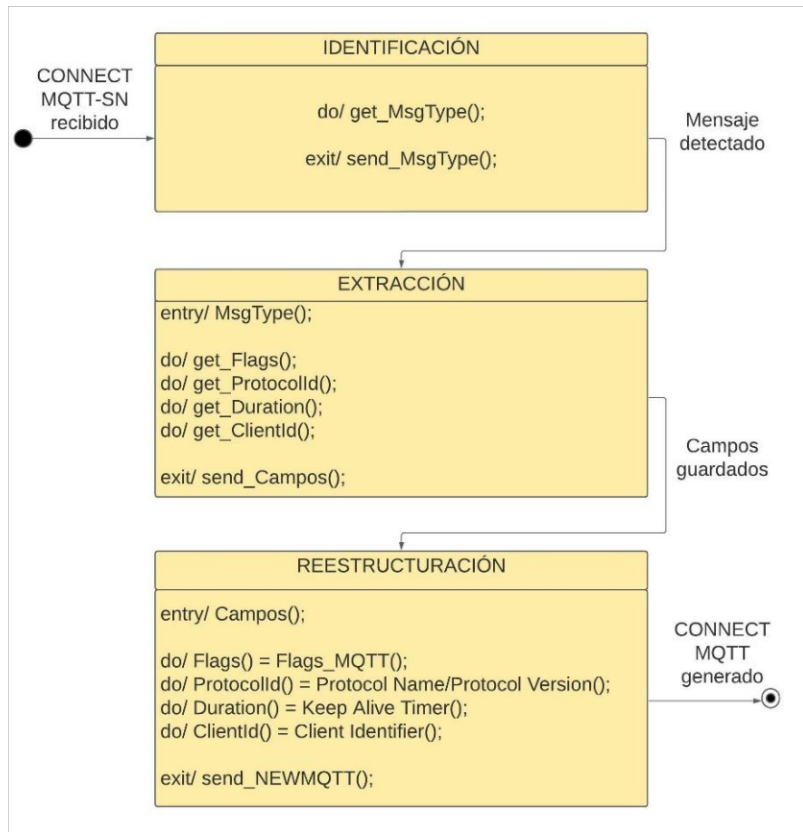 CONNECT
MQTT-SN
recibido
IDENTIFICACIÓN
do/ get_MsgType();
exit/ send_MsgType();
Mensaje
detectado
EXTRACCIÓN
entry/ MsgType();
do/ get_Flags();
do/ get_ProtocolId();
do/ get_Duration();
do/ get_ClientId();
exit/ send_Campos();
Campos
guardados
REESTRUCTURACIÓN
entry/ Campos();
do/ Flags() = Flags_MQTT();
do/ ProtocolId() = Protocol Name/Protocol Version();
do/ Duration() = Keep Alive Timer();
do/ ClientId() = Client Identifier();
exit/ send_NEWMQTT();
CONNECT
MQTT
generado